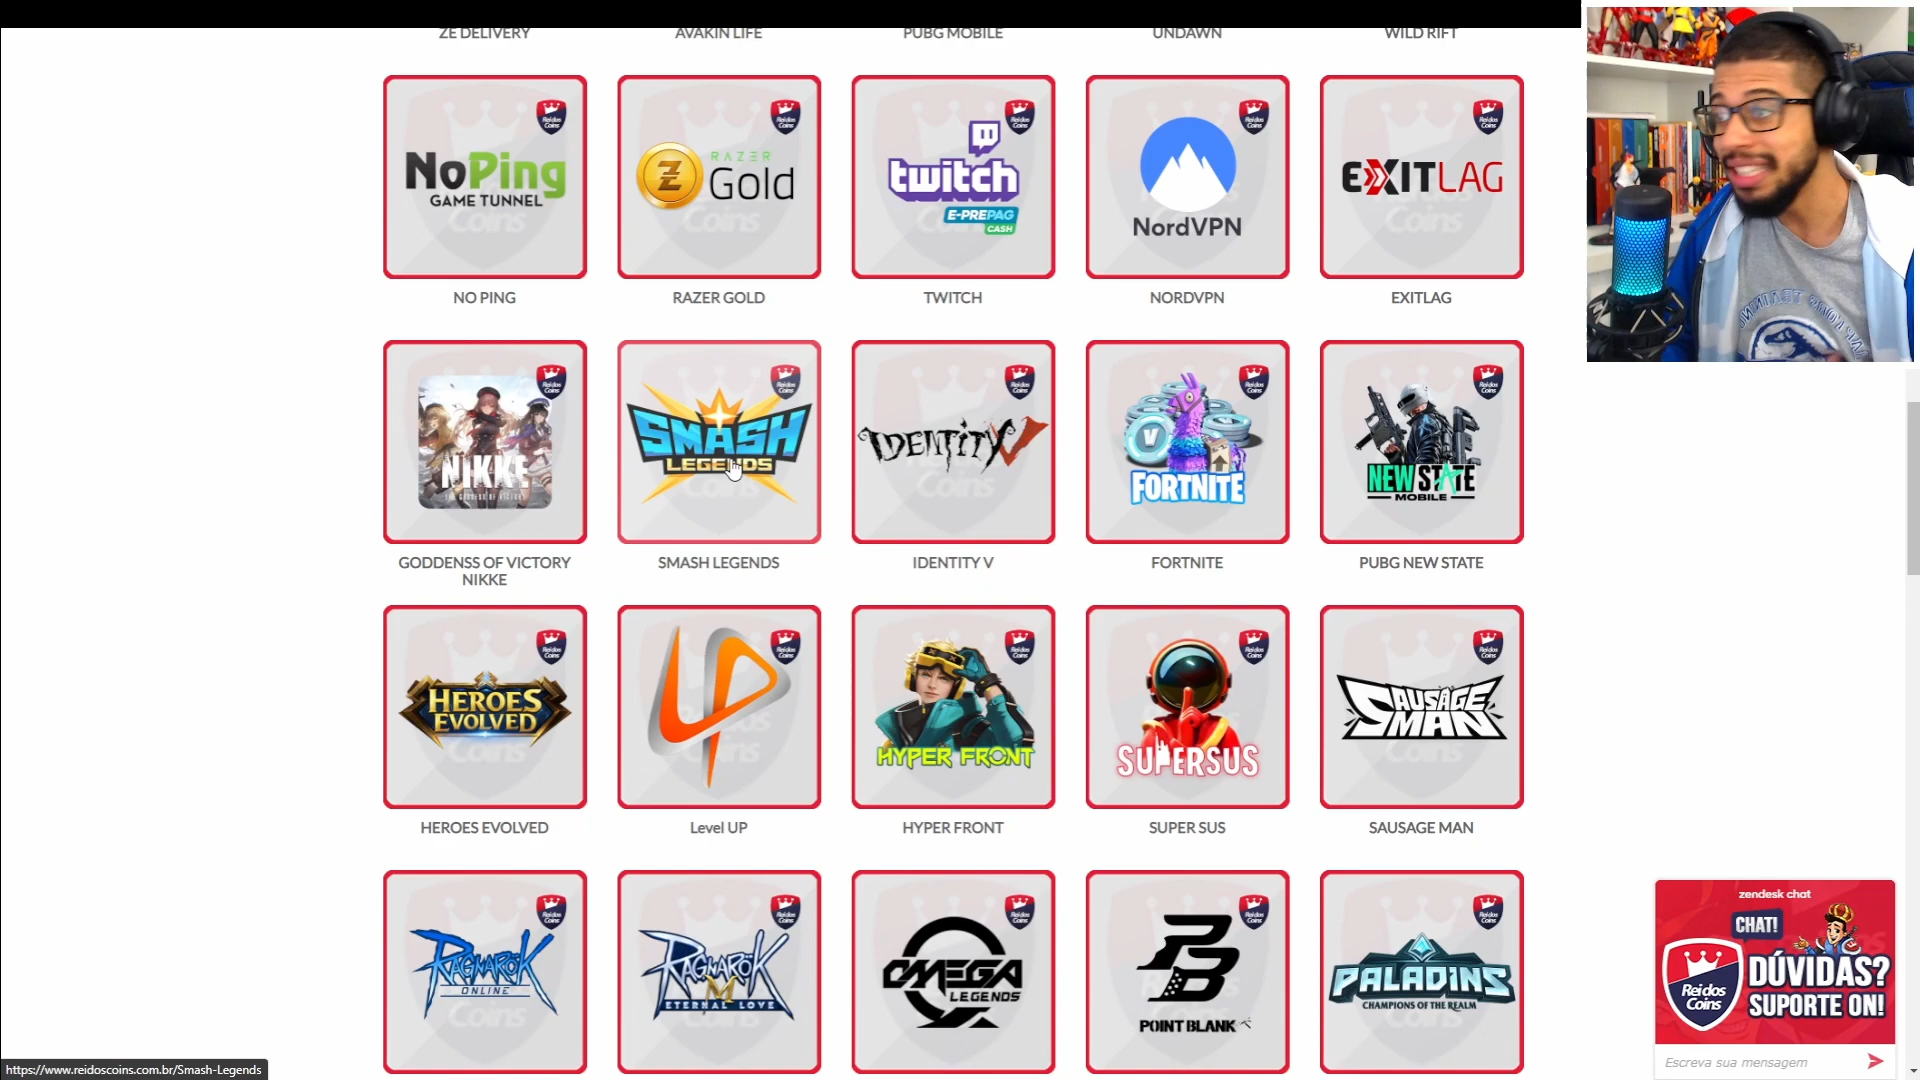 ZE DELIVERY
AVAKIN LIFE
PUBG MOBILE
UNDAWN
WILD RIFT
NoPing
GAME TUNNEL
RAZER
Gold
twitch
E-PREPAG
CASH
NordVPN
EXITLAG
NO PING
RAZER GOLD
TWITCH
NORDVPN
EXITLAG
NIKKE
SMASH
LEGENDS
IDENTITY V
FORTNITE
NEW STATE
MOBILE
GODDENSS OF VICTORY
NIKKE
SMASH LEGENDS
IDENTITY V
FORTNITE
PUBG NEW STATE
HEROES
EVOLVED
UP
HYPER FRONT
SUPERSUS
SAUSAGE
MAN
HEROES EVOLVED
Level UP
HYPER FRONT
SUPER SUS
SAUSAGE MAN
RAGNARÖK
ONLINE
RAGNARÖK
M
ETERNAL LOVE
OMEGA
LEGENDS
PB
POINT BLANK
PALADINS
CHAMPIONS OF THE REALM
zendesk chat
CHAT!
Rei dos
Coins
DÚVIDAS?
SUPORTE ON!
Escreva sua mensagem
https://www.reidoscoins.com.br/Smash-Legends